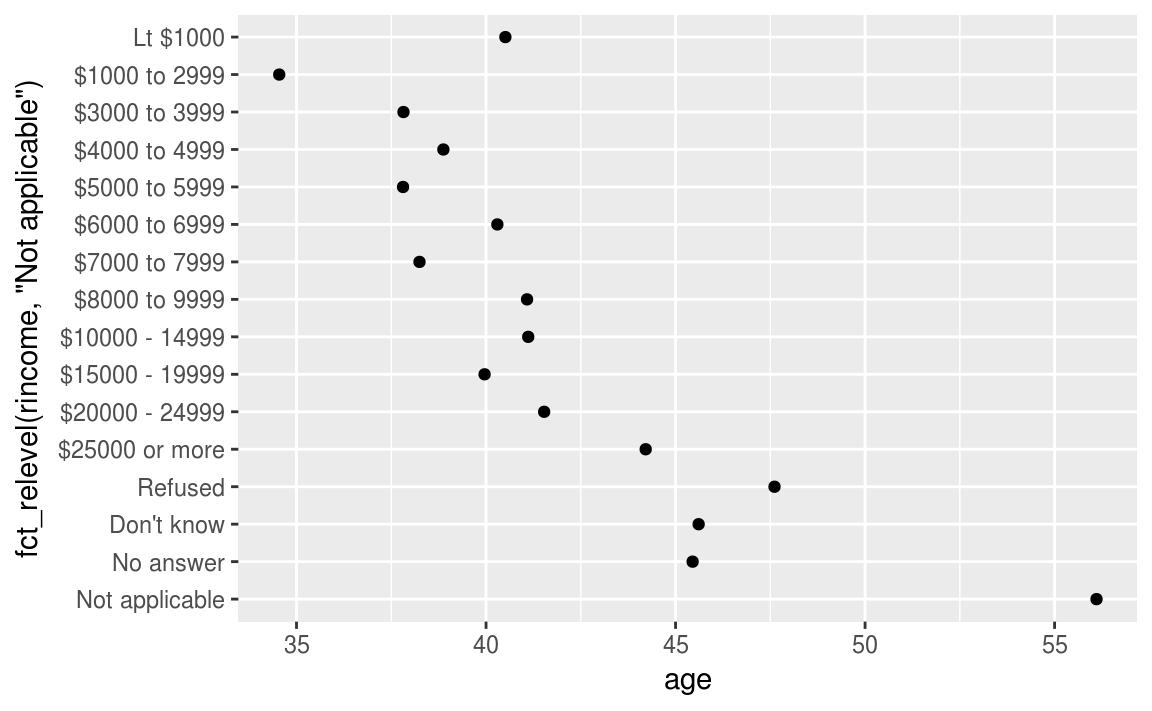 fct_relevel(rincome, "Not applicable")
Lt $1000
$1000 to 2999
$3000 to 3999
$4000 to 4999
$5000 to 5999
$6000 to 6999
$7000 to 7999
$8000 to 9999
$10000 - 14999
$15000 - 19999
$20000 - 24999
$25000 or more
Refused
Don't know
No answer
Not applicable
35 40 45 50 55
age